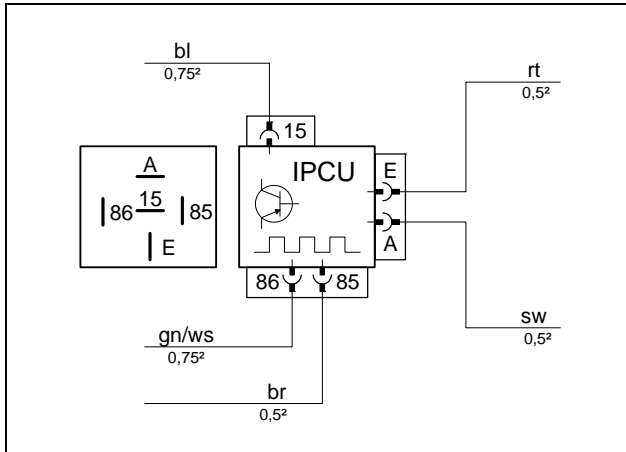 bl
0,75²
rt
0,5²
15
A
86 15 85
E
IPCU
E
A
86 85
gn/ws
0,75²
sw
0,5²
br
0,5²